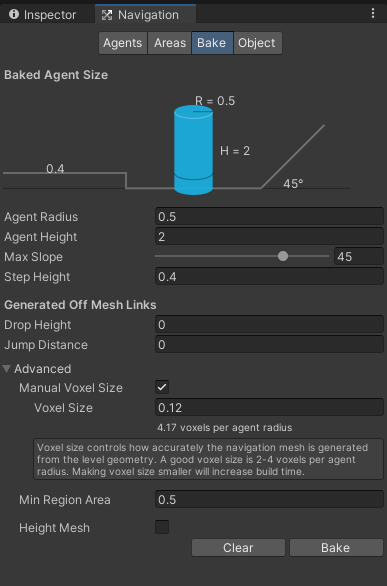 Inspector Navigation
Agents Areas Bake Object
Baked Agent Size
R = 0.5
H = 2
0.4
45°
Agent Radius 0.5
Agent Height 2
Max Slope 45
Step Height 0.4
Generated Off Mesh Links
Drop Height 0
Jump Distance 0
Advanced
Manual Voxel Size
Voxel Size 0.12
4.17 voxels per agent radius
Voxel size controls how accurately the navigation mesh is generated
from the level geometry. A good voxel size is 2-4 voxels per agent
radius. Making voxel size smaller will increase build time.
Min Region Area 0.5
Height Mesh
Clear Bake